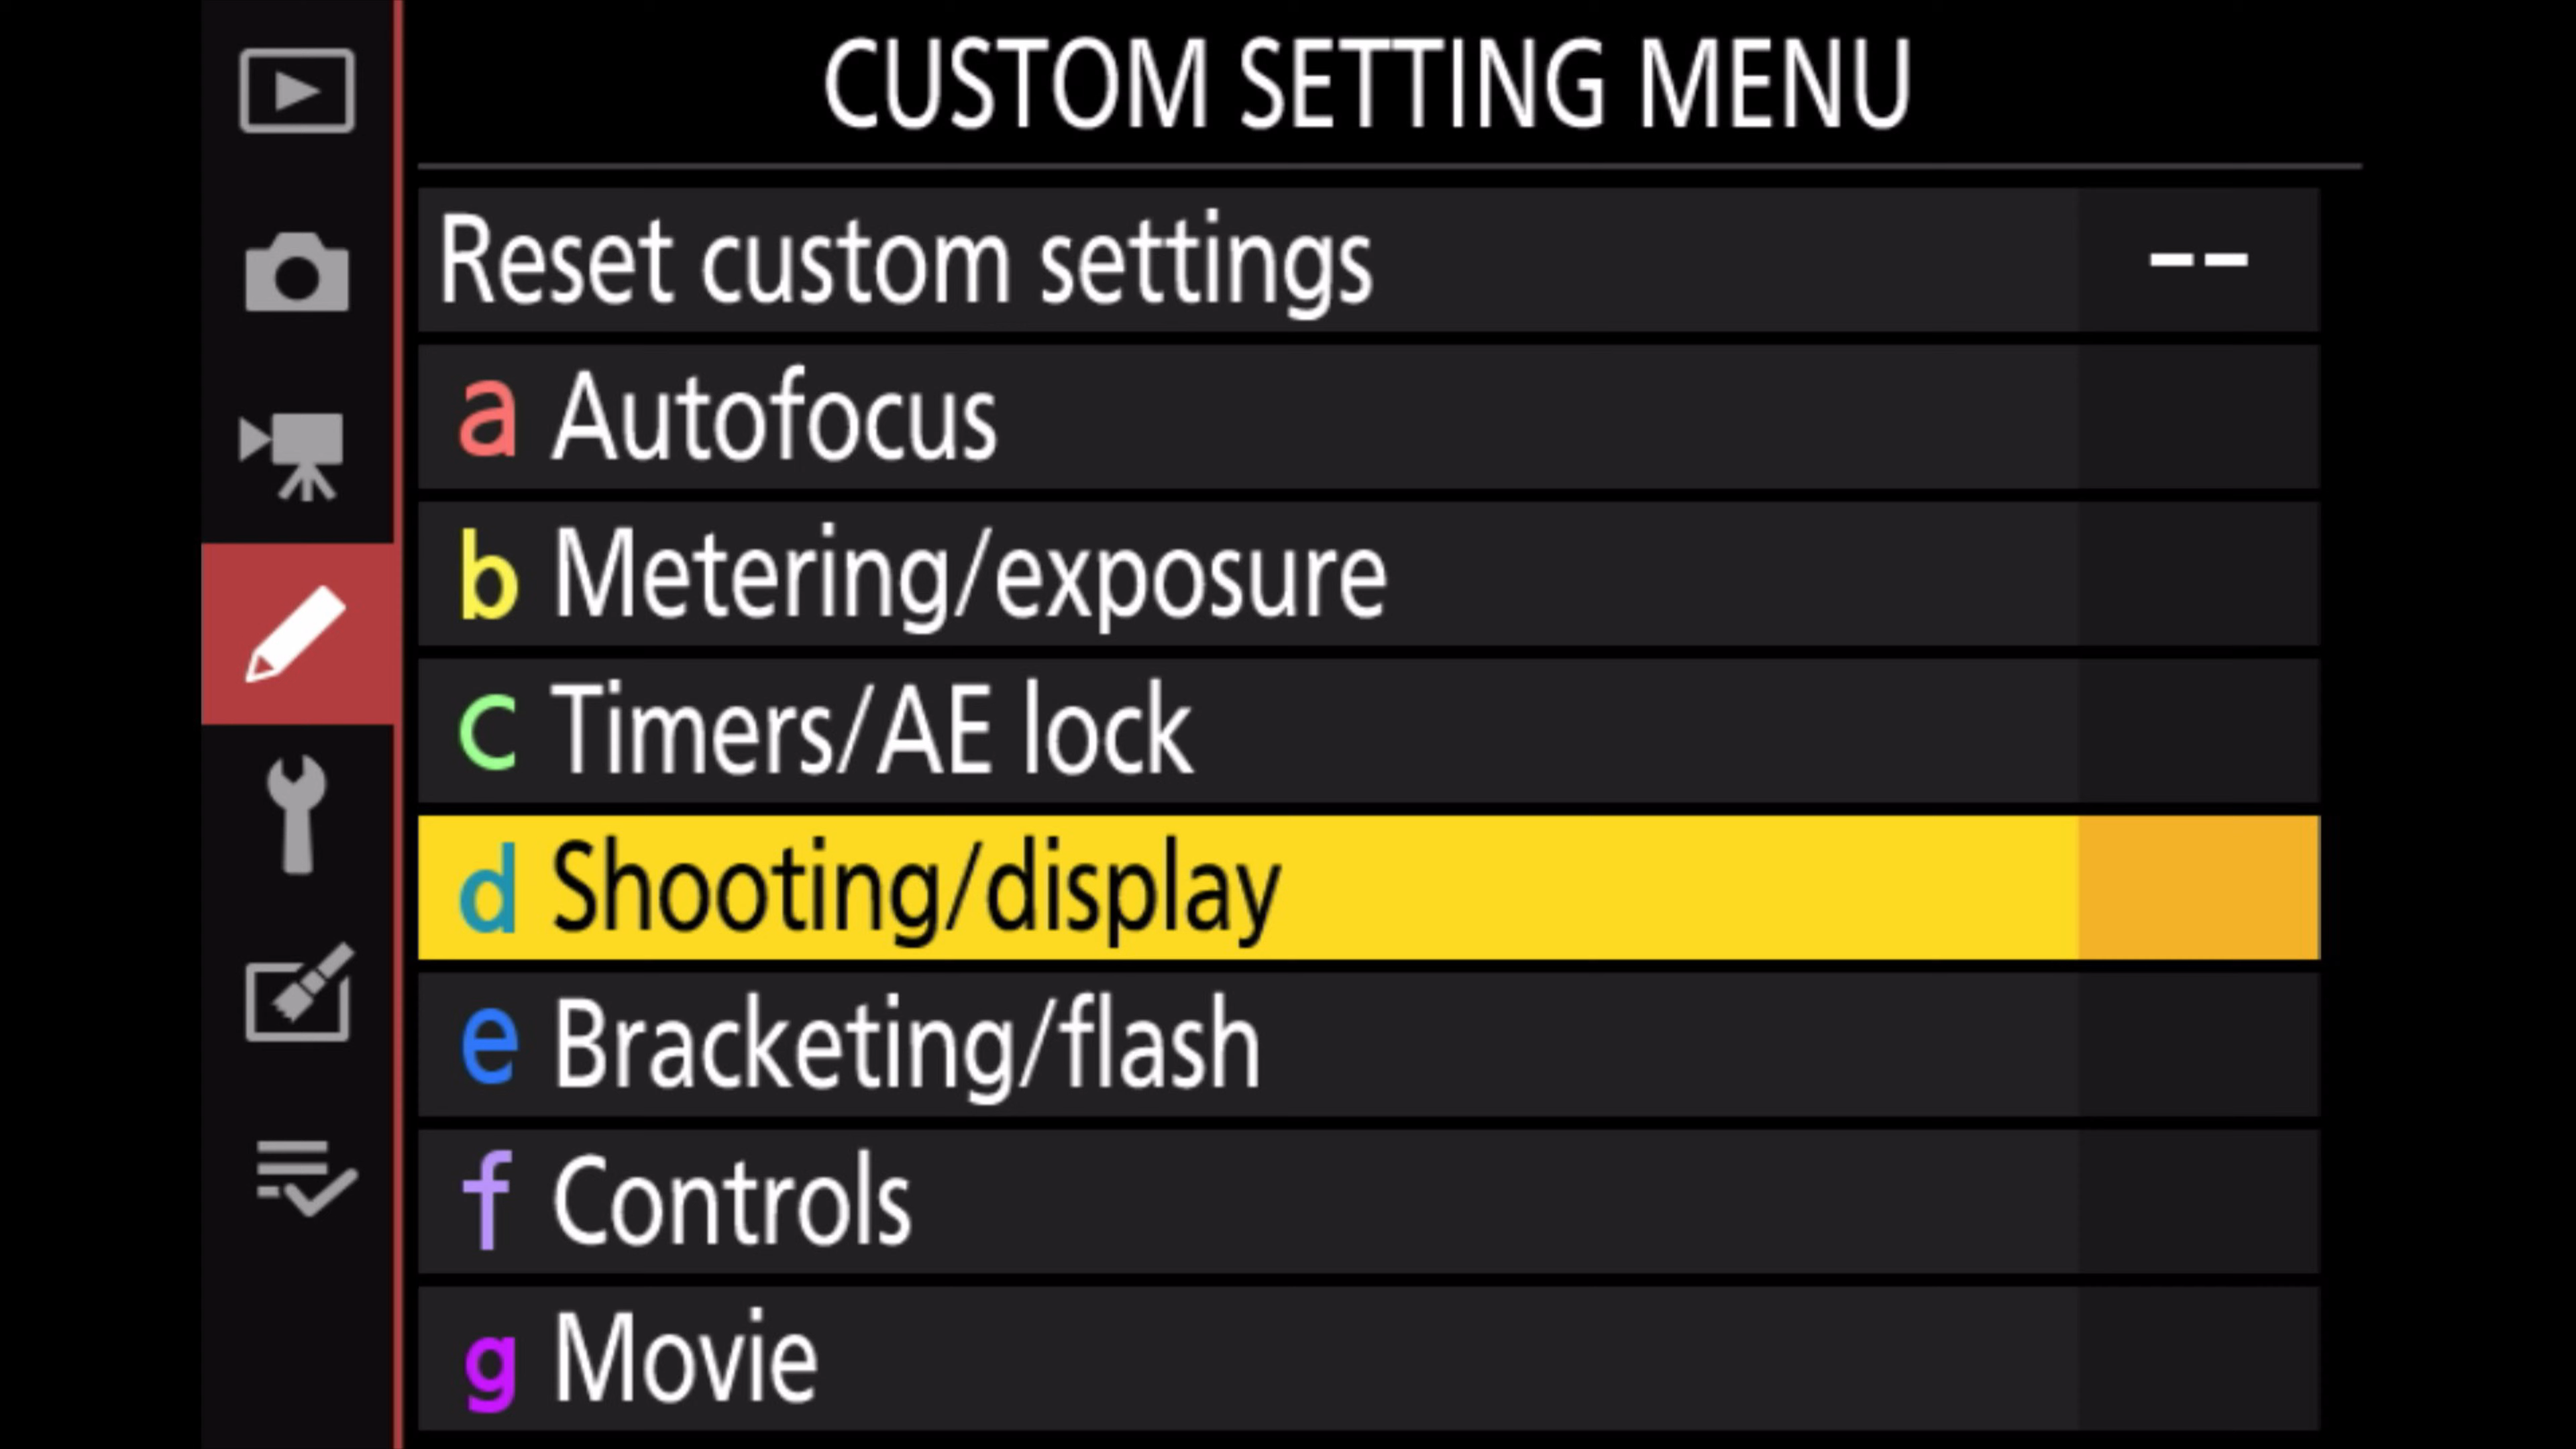 CUSTOM SETTING MENU
Reset custom settings --
a Autofocus
b Metering/exposure
c Timers/AE lock
d Shooting/display
e Bracketing/flash
f Controls
g Movie